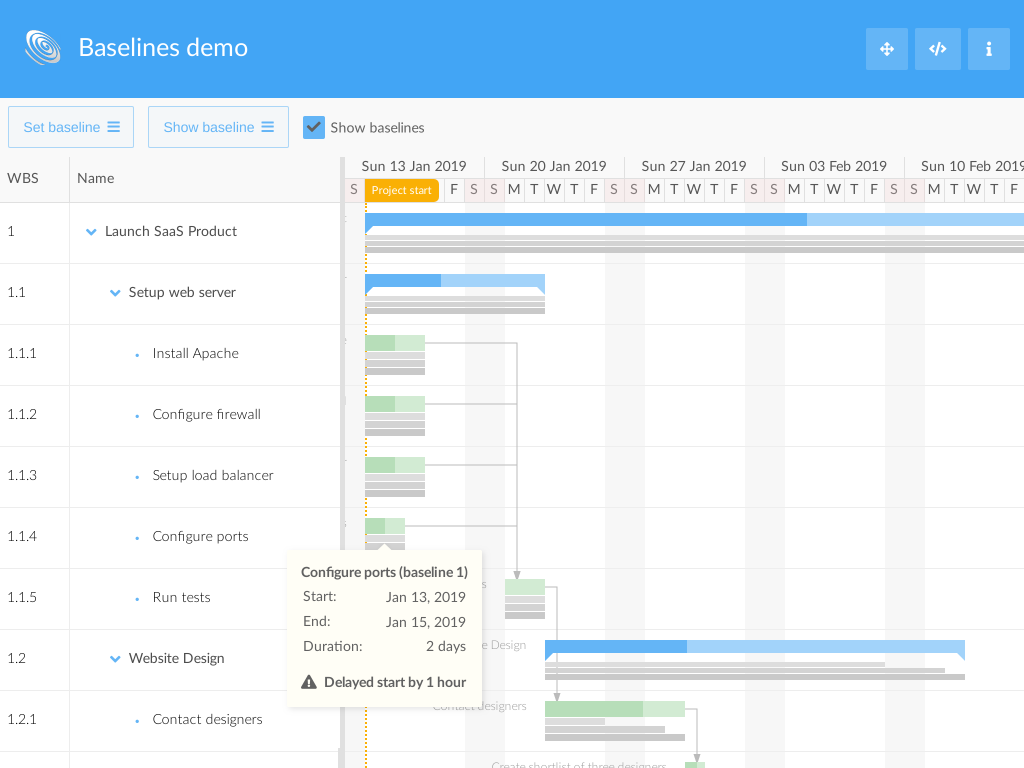 Baselines demo
Set baseline
Show baseline
Show baselines
WBS
Name
Sun 13 Jan 2019
Sun 20 Jan 2019
Sun 27 Jan 2019
Sun 03 Feb 2019
Sun 10 Feb 2019
S
Project start
F S S M T W T F S S M T W T F S S M T W T F S S M T W T F
1 Launch SaaS Product
1.1 Setup web server
1.1.1 Install Apache
1.1.2 Configure firewall
1.1.3 Setup load balancer
1.1.4 Configure ports
Configure ports (baseline 1)
Start: Jan 13, 2019
End: Jan 15, 2019
Duration: 2 days
Delayed start by 1 hour
1.1.5 Run tests
1.2 Website Design
Design
1.2.1 Contact designers
Contact designers
Create shortlist of three designers